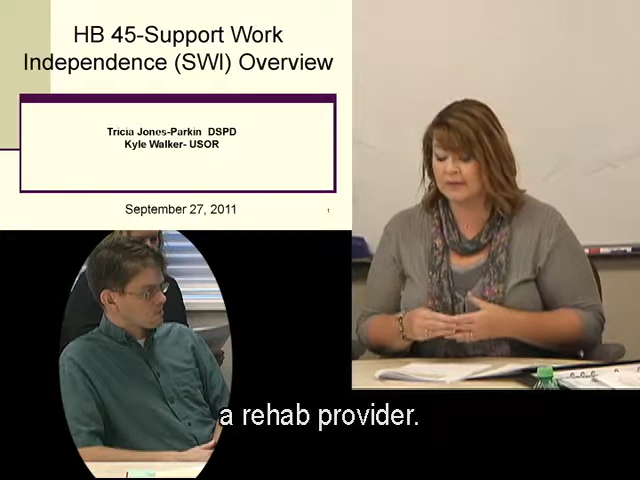 HB 45-Support Work
Independence (SWI) Overview
Tricia Jones-Parkin DSPD
Kyle Walker- USOR
September 27, 2011
1
a rehab provider.